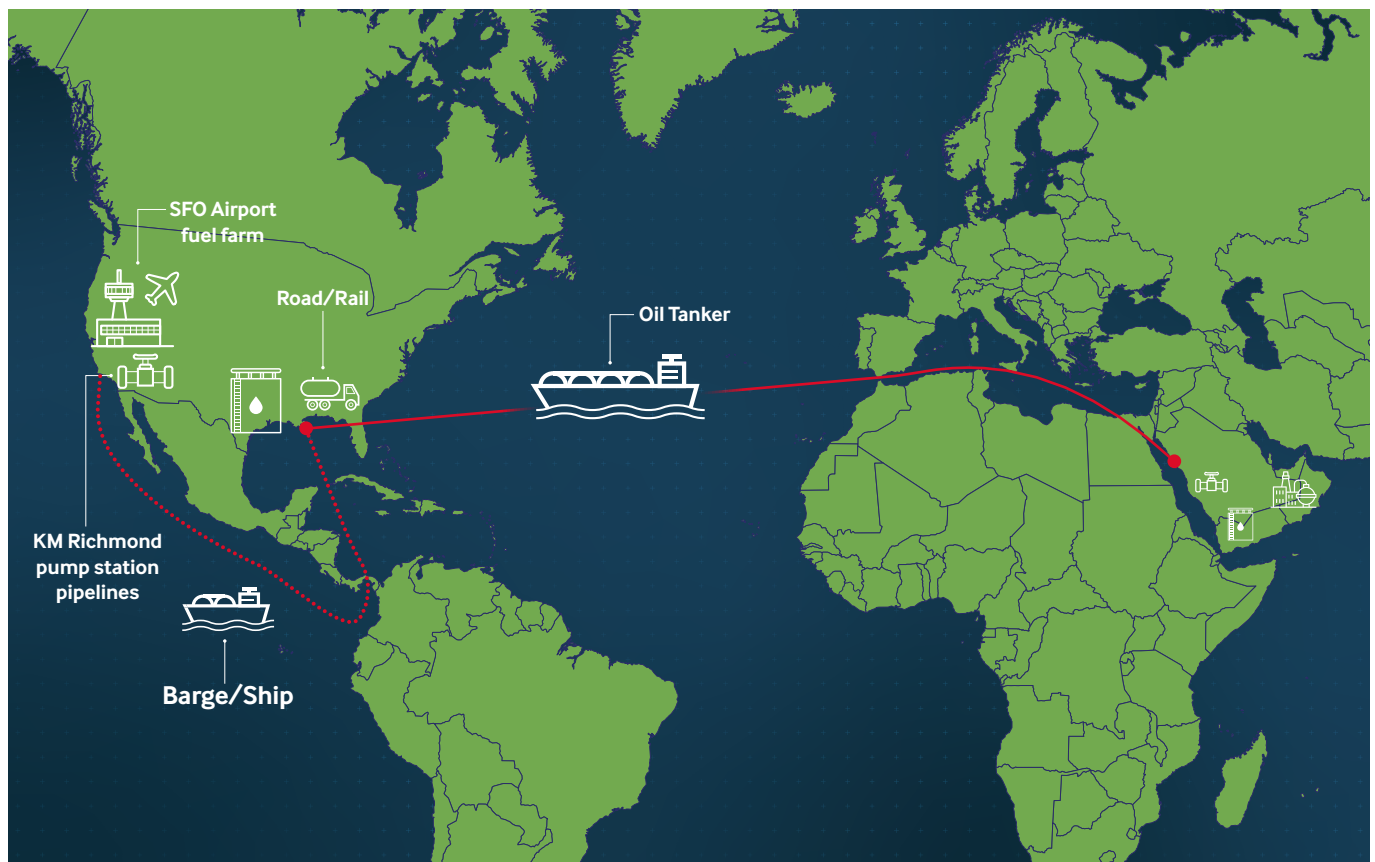 SFO Airport
fuel farm
Road/Rail
Oil Tanker
KM Richmond
pump station
pipelines
Barge/Ship